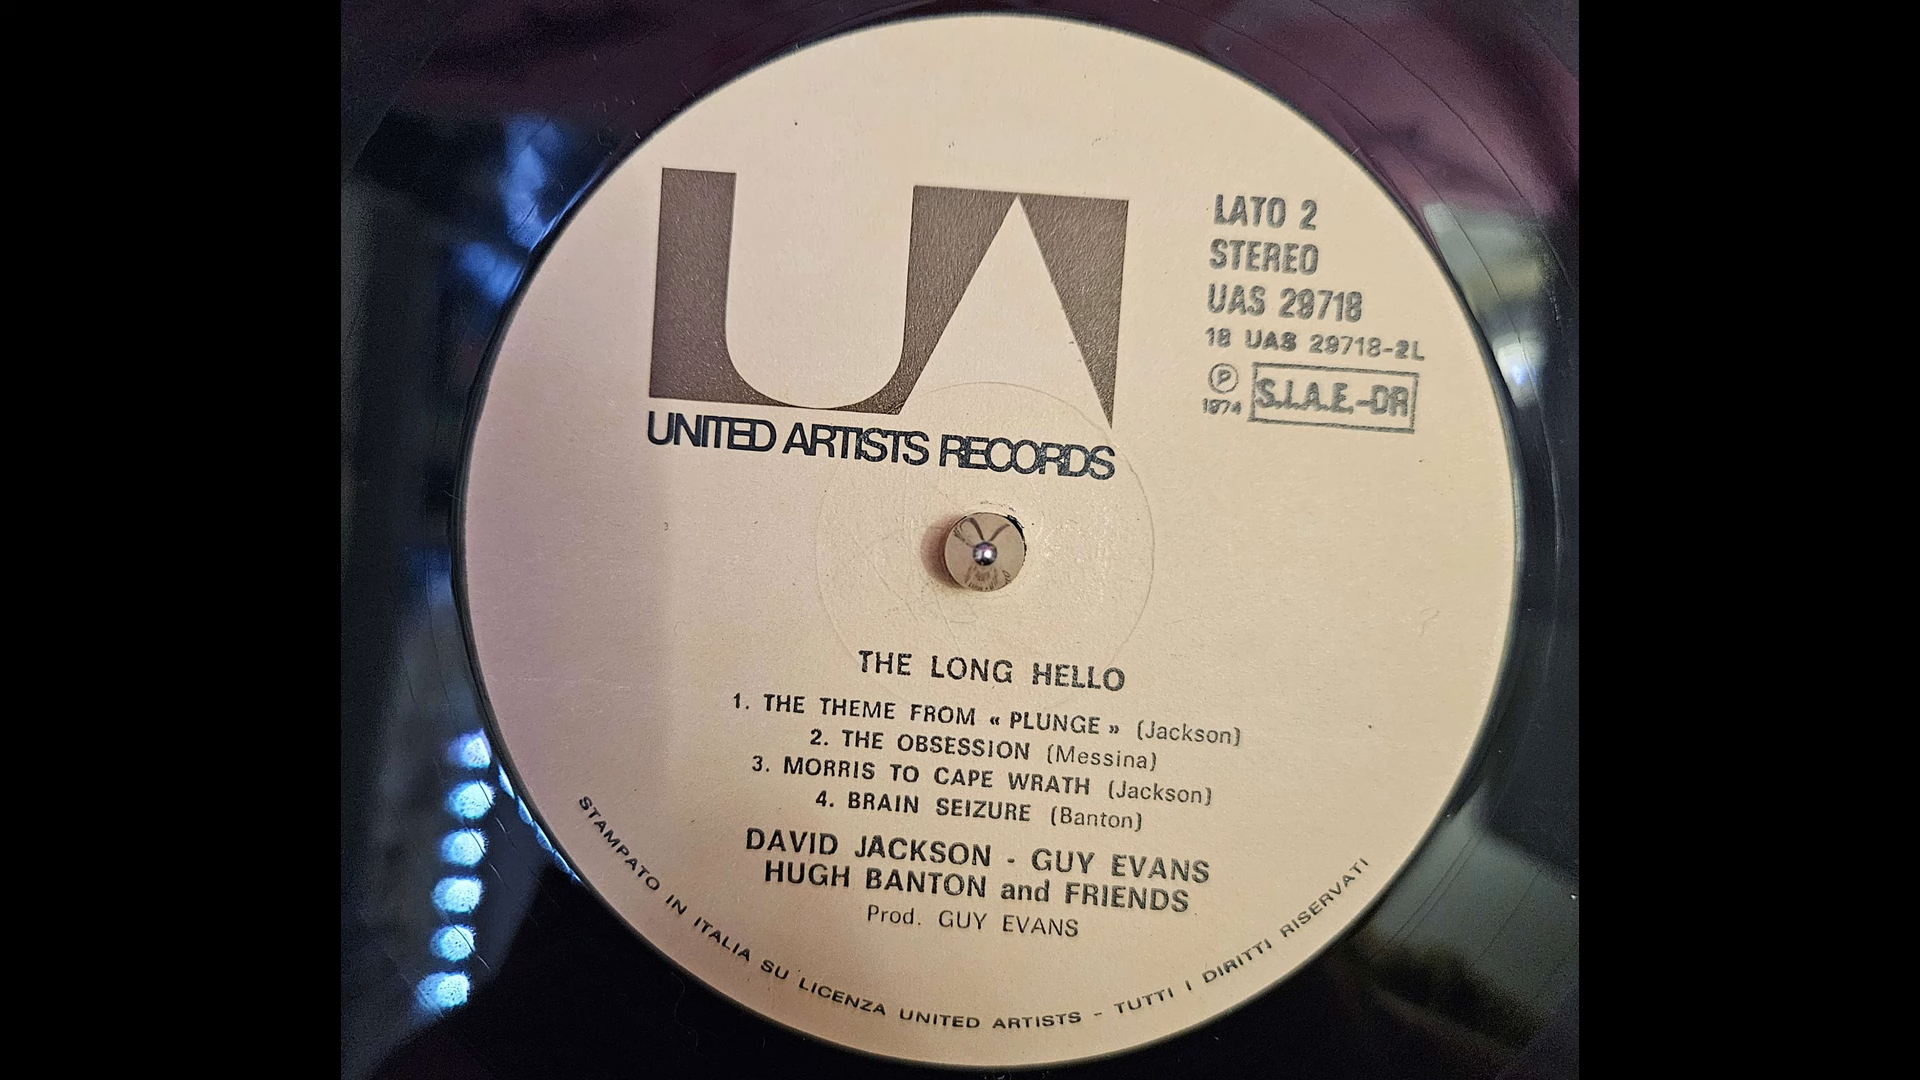 UA
UNITED ARTISTS RECORDS
LATO 2
STEREO
UAS 29718
18 UAS 29718-2L
Ⓟ
1974
S.I.A.E.-DR
THE LONG HELLO
1. THE THEME FROM « PLUNGE » (Jackson)
2. THE OBSESSION (Messina)
3. MORRIS TO CAPE WRATH (Jackson)
4. BRAIN SEIZURE (Banton)
DAVID JACKSON - GUY EVANS
HUGH BANTON and FRIENDS
Prod. GUY EVANS
STAMPATO IN ITALIA SU LICENZA UNITED ARTISTS - TUTTI I DIRITTI RISERVATI